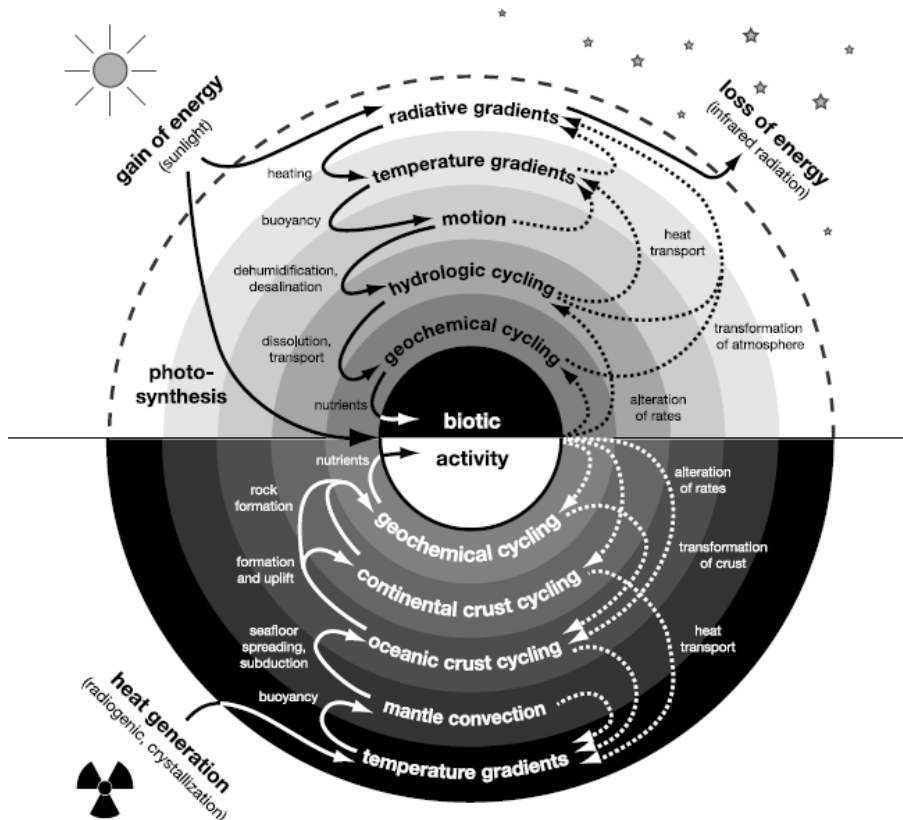 gain of energy
(sunlight)
loss of energy
(infrared radiation)
radiative gradients
heating
temperature gradients
buoyancy
motion
heat
transport
dehumidification,
desalination
hydrologic cycling
dissolution,
transport
geochemical cycling
transformation
of atmosphere
photo-
synthesis
nutrients
alteration
of rates
biotic
activity
nutrients
alteration
of rates
rock
formation
geochemical cycling
transformation
of crust
formation
and uplift
continental crust cycling
seafloor
spreading,
subduction
oceanic crust cycling
heat
transport
buoyancy
mantle convection
temperature gradients
heat generation
(radiogenic, crystallization)